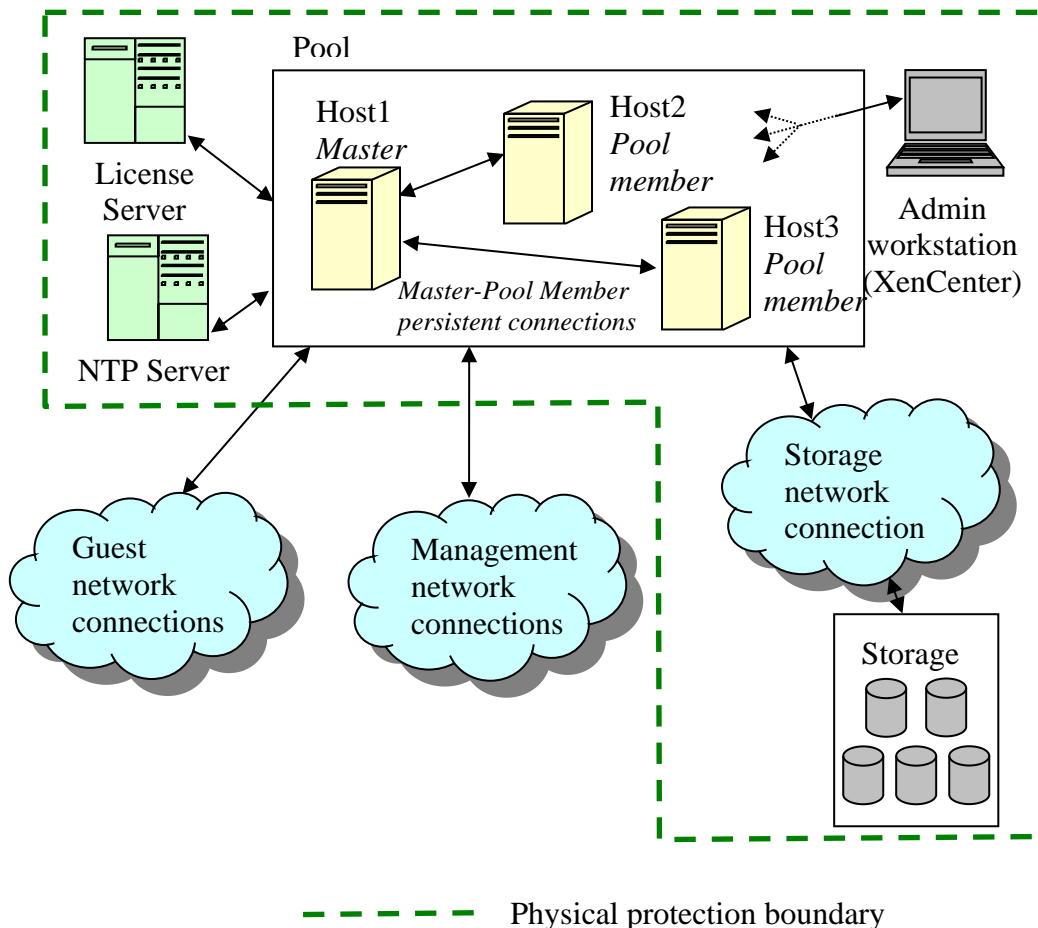 Pool
Host1
Master
Host2
Pool
member
License
Server
Host3
Pool
member
Admin
workstation
(XenCenter)
Master-Pool Member
persistent connections
NTP Server
Storage
network
connection
Guest
network
connections
Management
network
connections
Storage
Physical protection boundary